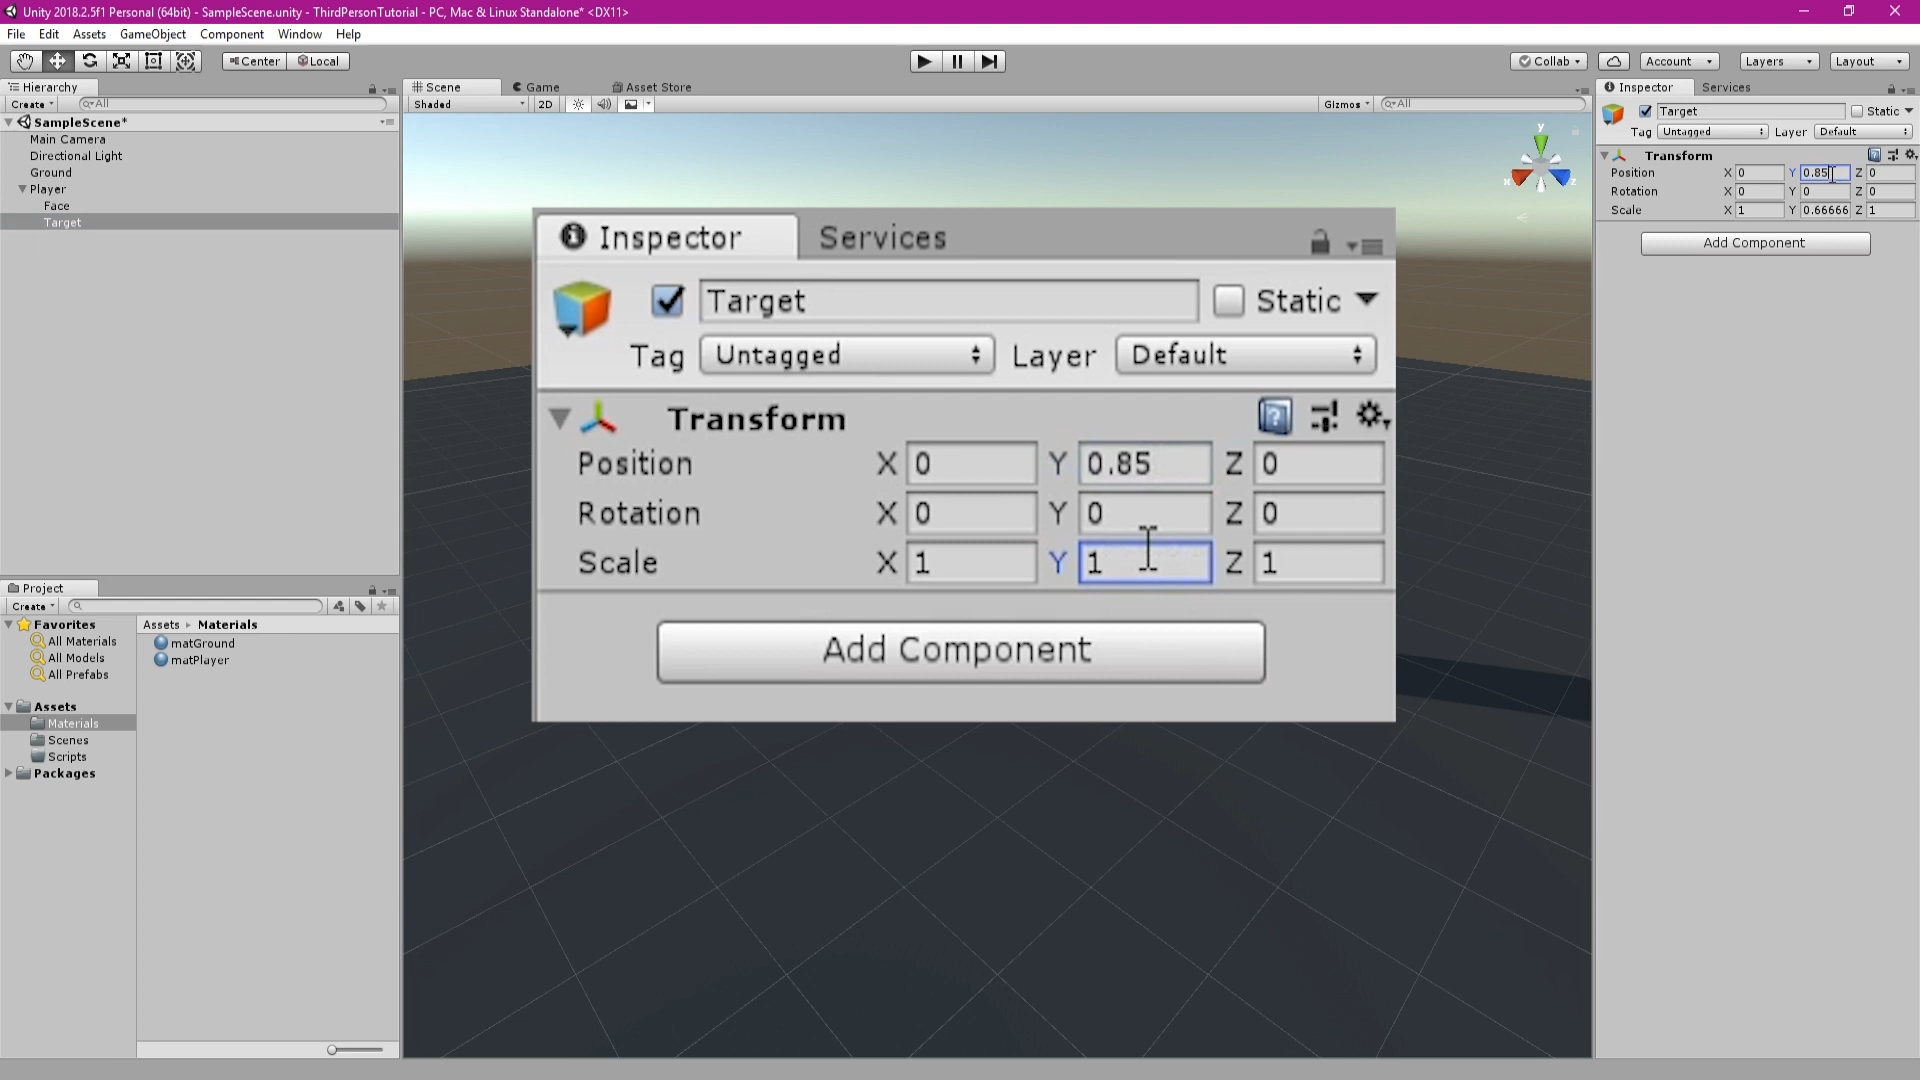 Unity 2018.2.5f1 Personal (64bit) - SampleScene.unity - ThirdPersonTutorial - PC, Mac & Linux Standalone* <DX11>
File Edit Assets GameObject Component Window Help
Center Local Collab Account Layers Layout
Hierarchy
Create All
SampleScene*
Main Camera
Directional Light
Ground
Player
Face
Target
Scene Game Asset Store
Shaded 2D Gizmos All
Inspector Services
Target Static
Tag Untagged Layer Default
Transform
Position X 0 Y 0.85 Z 0
Rotation X 0 Y 0 Z 0
Scale X 1 Y 0.66666 Z 1
Add Component
y
x z
Inspector Services
Target Static
Tag Untagged Layer Default
Transform
Position X 0 Y 0.85 Z 0
Rotation X 0 Y 0 Z 0
Scale X 1 Y 1 Z 1
Add Component
Project
Create
Favorites
All Materials
All Models
All Prefabs
Assets
Materials
Scenes
Scripts
Packages
Assets Materials
matGround
matPlayer